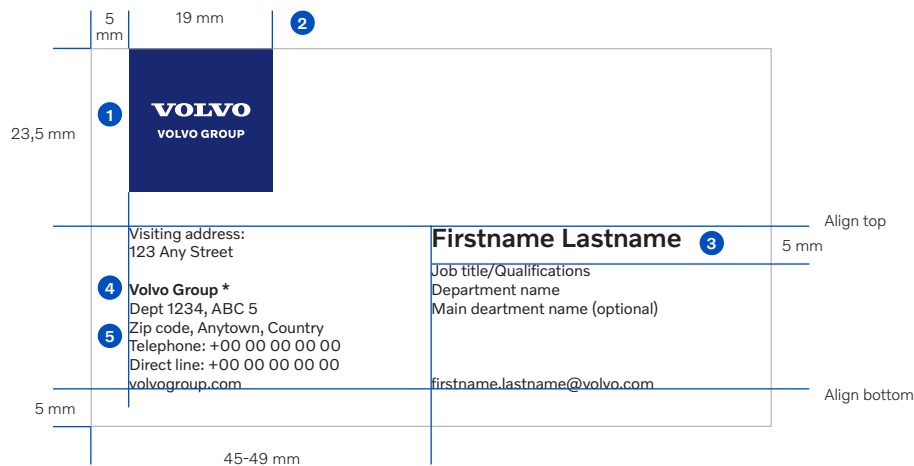 5
mm
19 mm
2
1
VOLVO
VOLVO GROUP
23,5 mm
Align top
Visiting address:
123 Any Street
Firstname Lastname
3
5 mm
Job title/Qualifications
Department name
Main deartment name (optional)
4
Volvo Group *
Dept 1234, ABC 5
5
Zip code, Anytown, Country
Telephone: +00 00 00 00 00
Direct line: +00 00 00 00 00
volvogroup.com
firstname.lastname@volvo.com
Align bottom
5 mm
45-49 mm